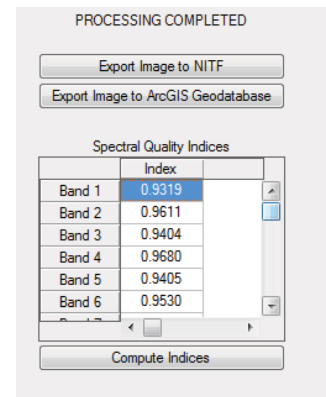 PROCESSING COMPLETED
Export Image to NITF
Export Image to ArcGIS Geodatabase
Spectral Quality Indices
Index
Band 1 0.9319
Band 2 0.9611
Band 3 0.9404
Band 4 0.9680
Band 5 0.9405
Band 6 0.9530
Compute Indices